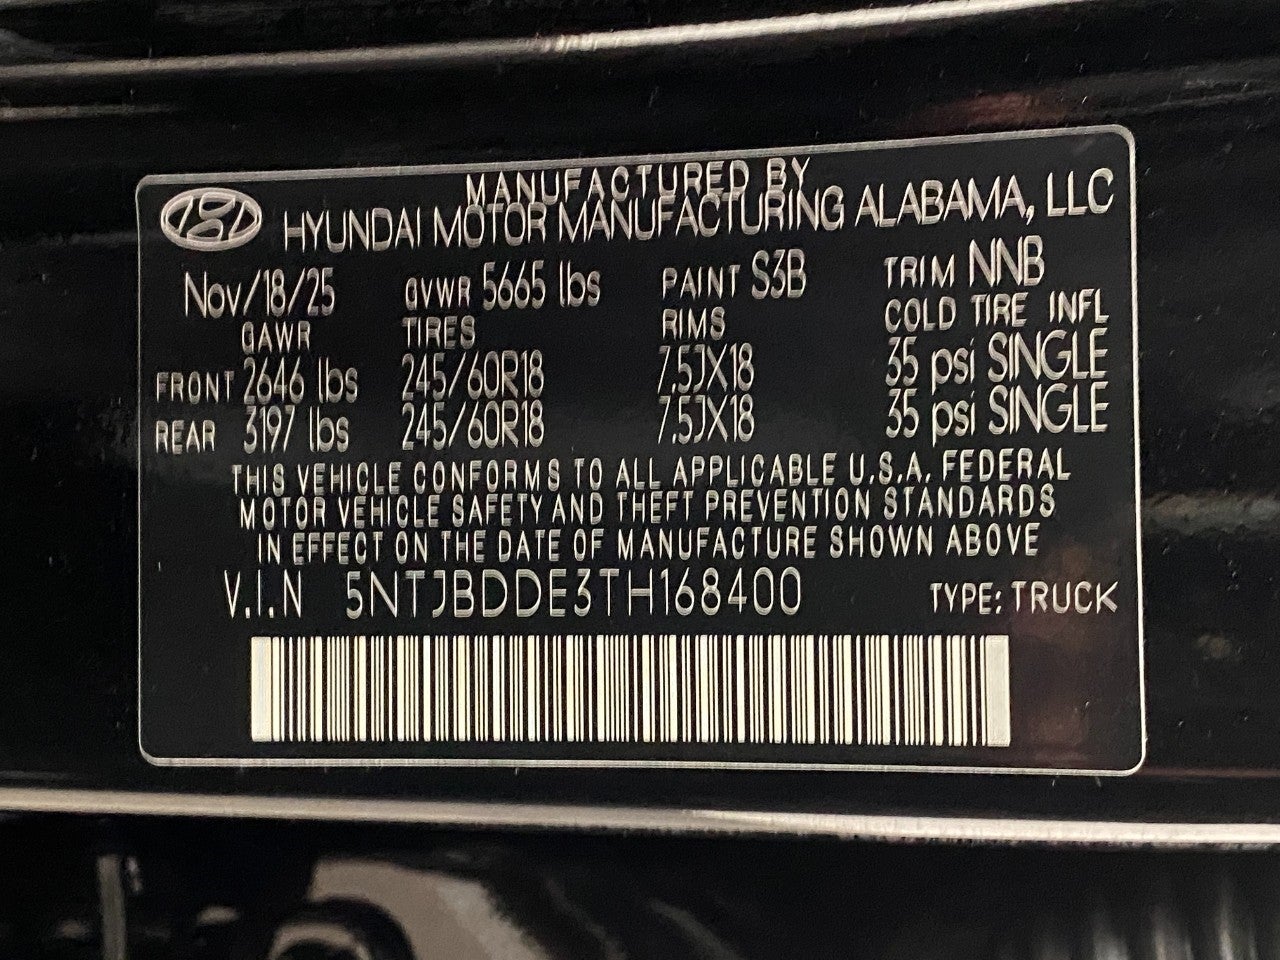 MANUFACTURED BY
HYUNDAI MOTOR MANUFACTURING ALABAMA, LLC
Nov/18/25 GVWR 5665 lbs PAINT S3B TRIM NNB
GAWR TIRES RIMS COLD TIRE INFL
FRONT 2646 lbs 245/60R18 7.5JX18 35 psi SINGLE
REAR 3197 lbs 245/60R18 7.5JX18 35 psi SINGLE
THIS VEHICLE CONFORMS TO ALL APPLICABLE U.S.A. FEDERAL
MOTOR VEHICLE SAFETY AND THEFT PREVENTION STANDARDS
IN EFFECT ON THE DATE OF MANUFACTURE SHOWN ABOVE
V.I.N 5NTJBDDE3TH168400 TYPE: TRUCK